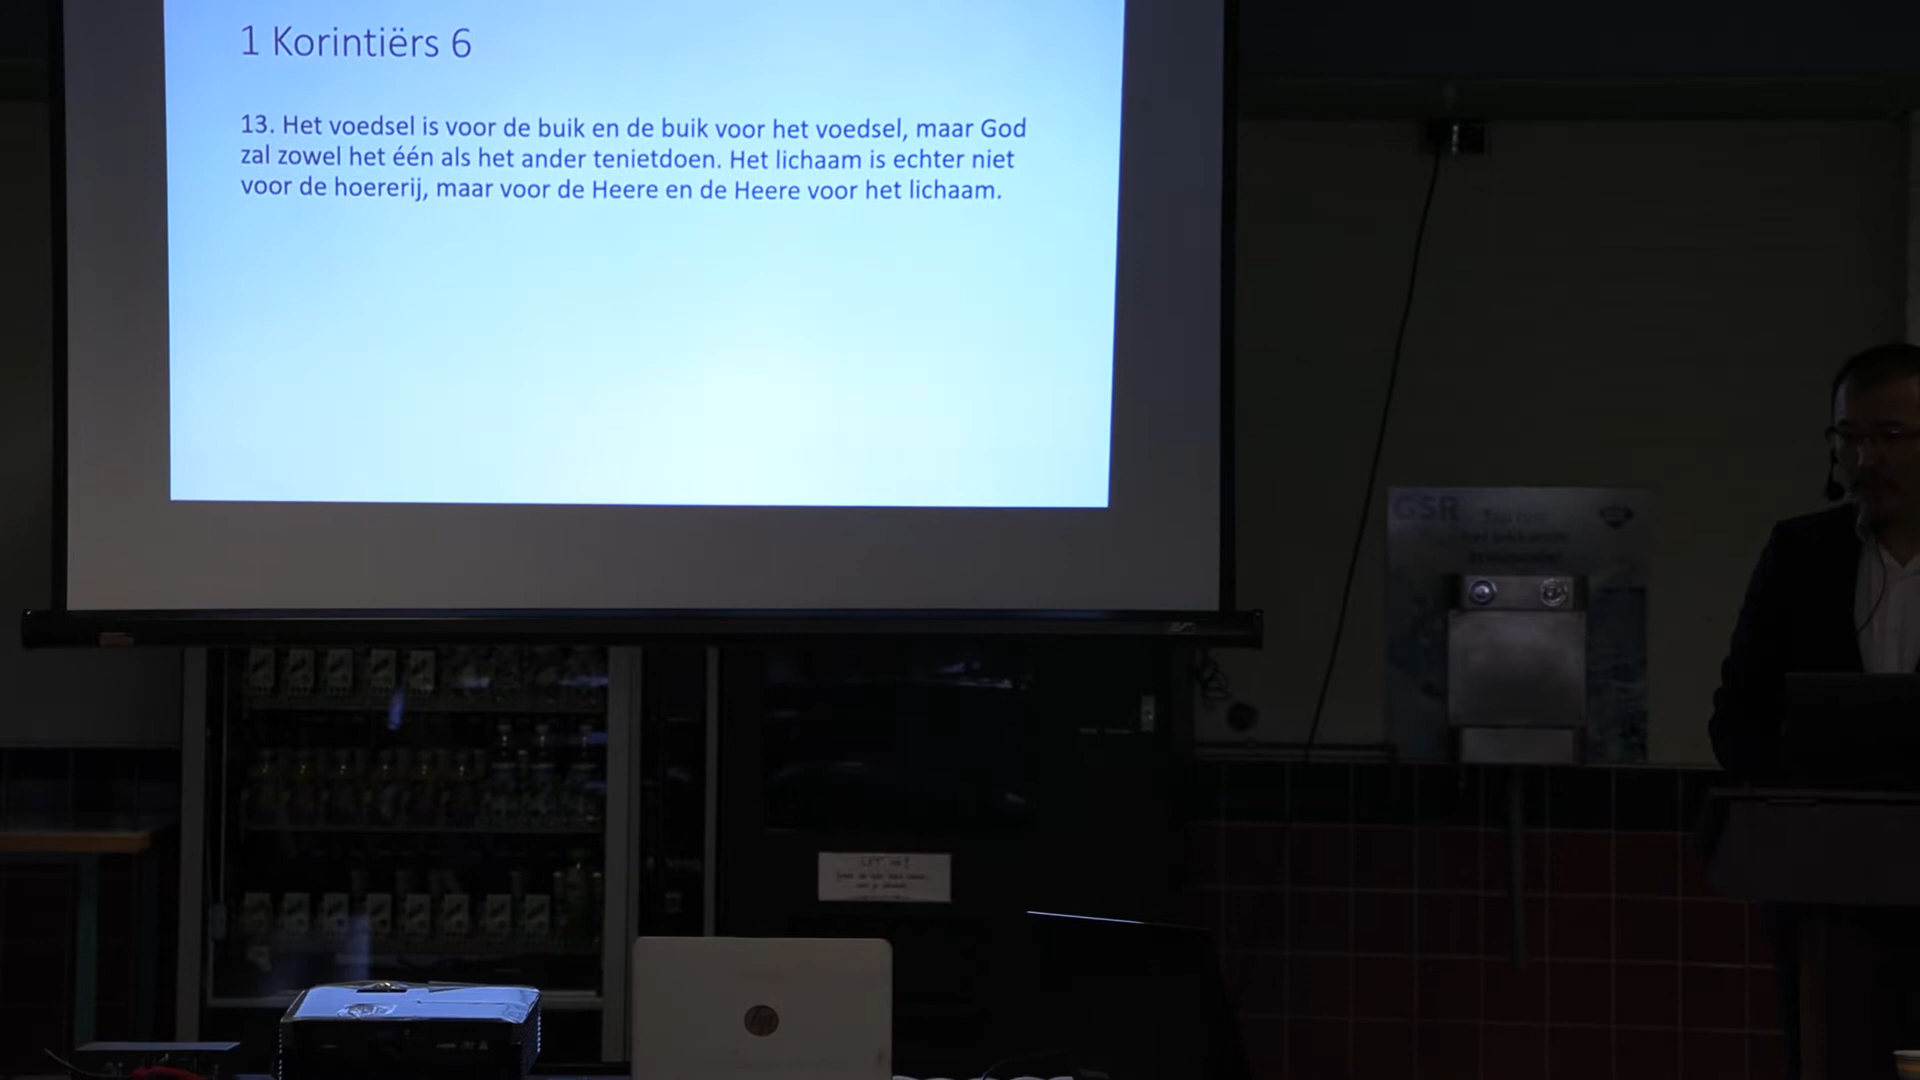 1 Korintiërs 6
13. Het voedsel is voor de buik en de buik voor het voedsel, maar God
zal zowel het één als het ander tenietdoen. Het lichaam is echter niet
voor de hoererij, maar voor de Heere en de Heere voor het lichaam.
GSR
hp